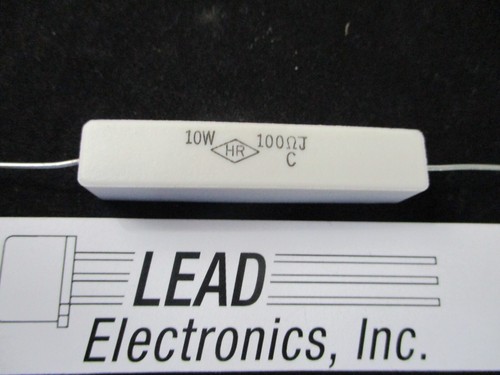 10W HR 100ΩJ
C
LEAD
Electronics, Inc.